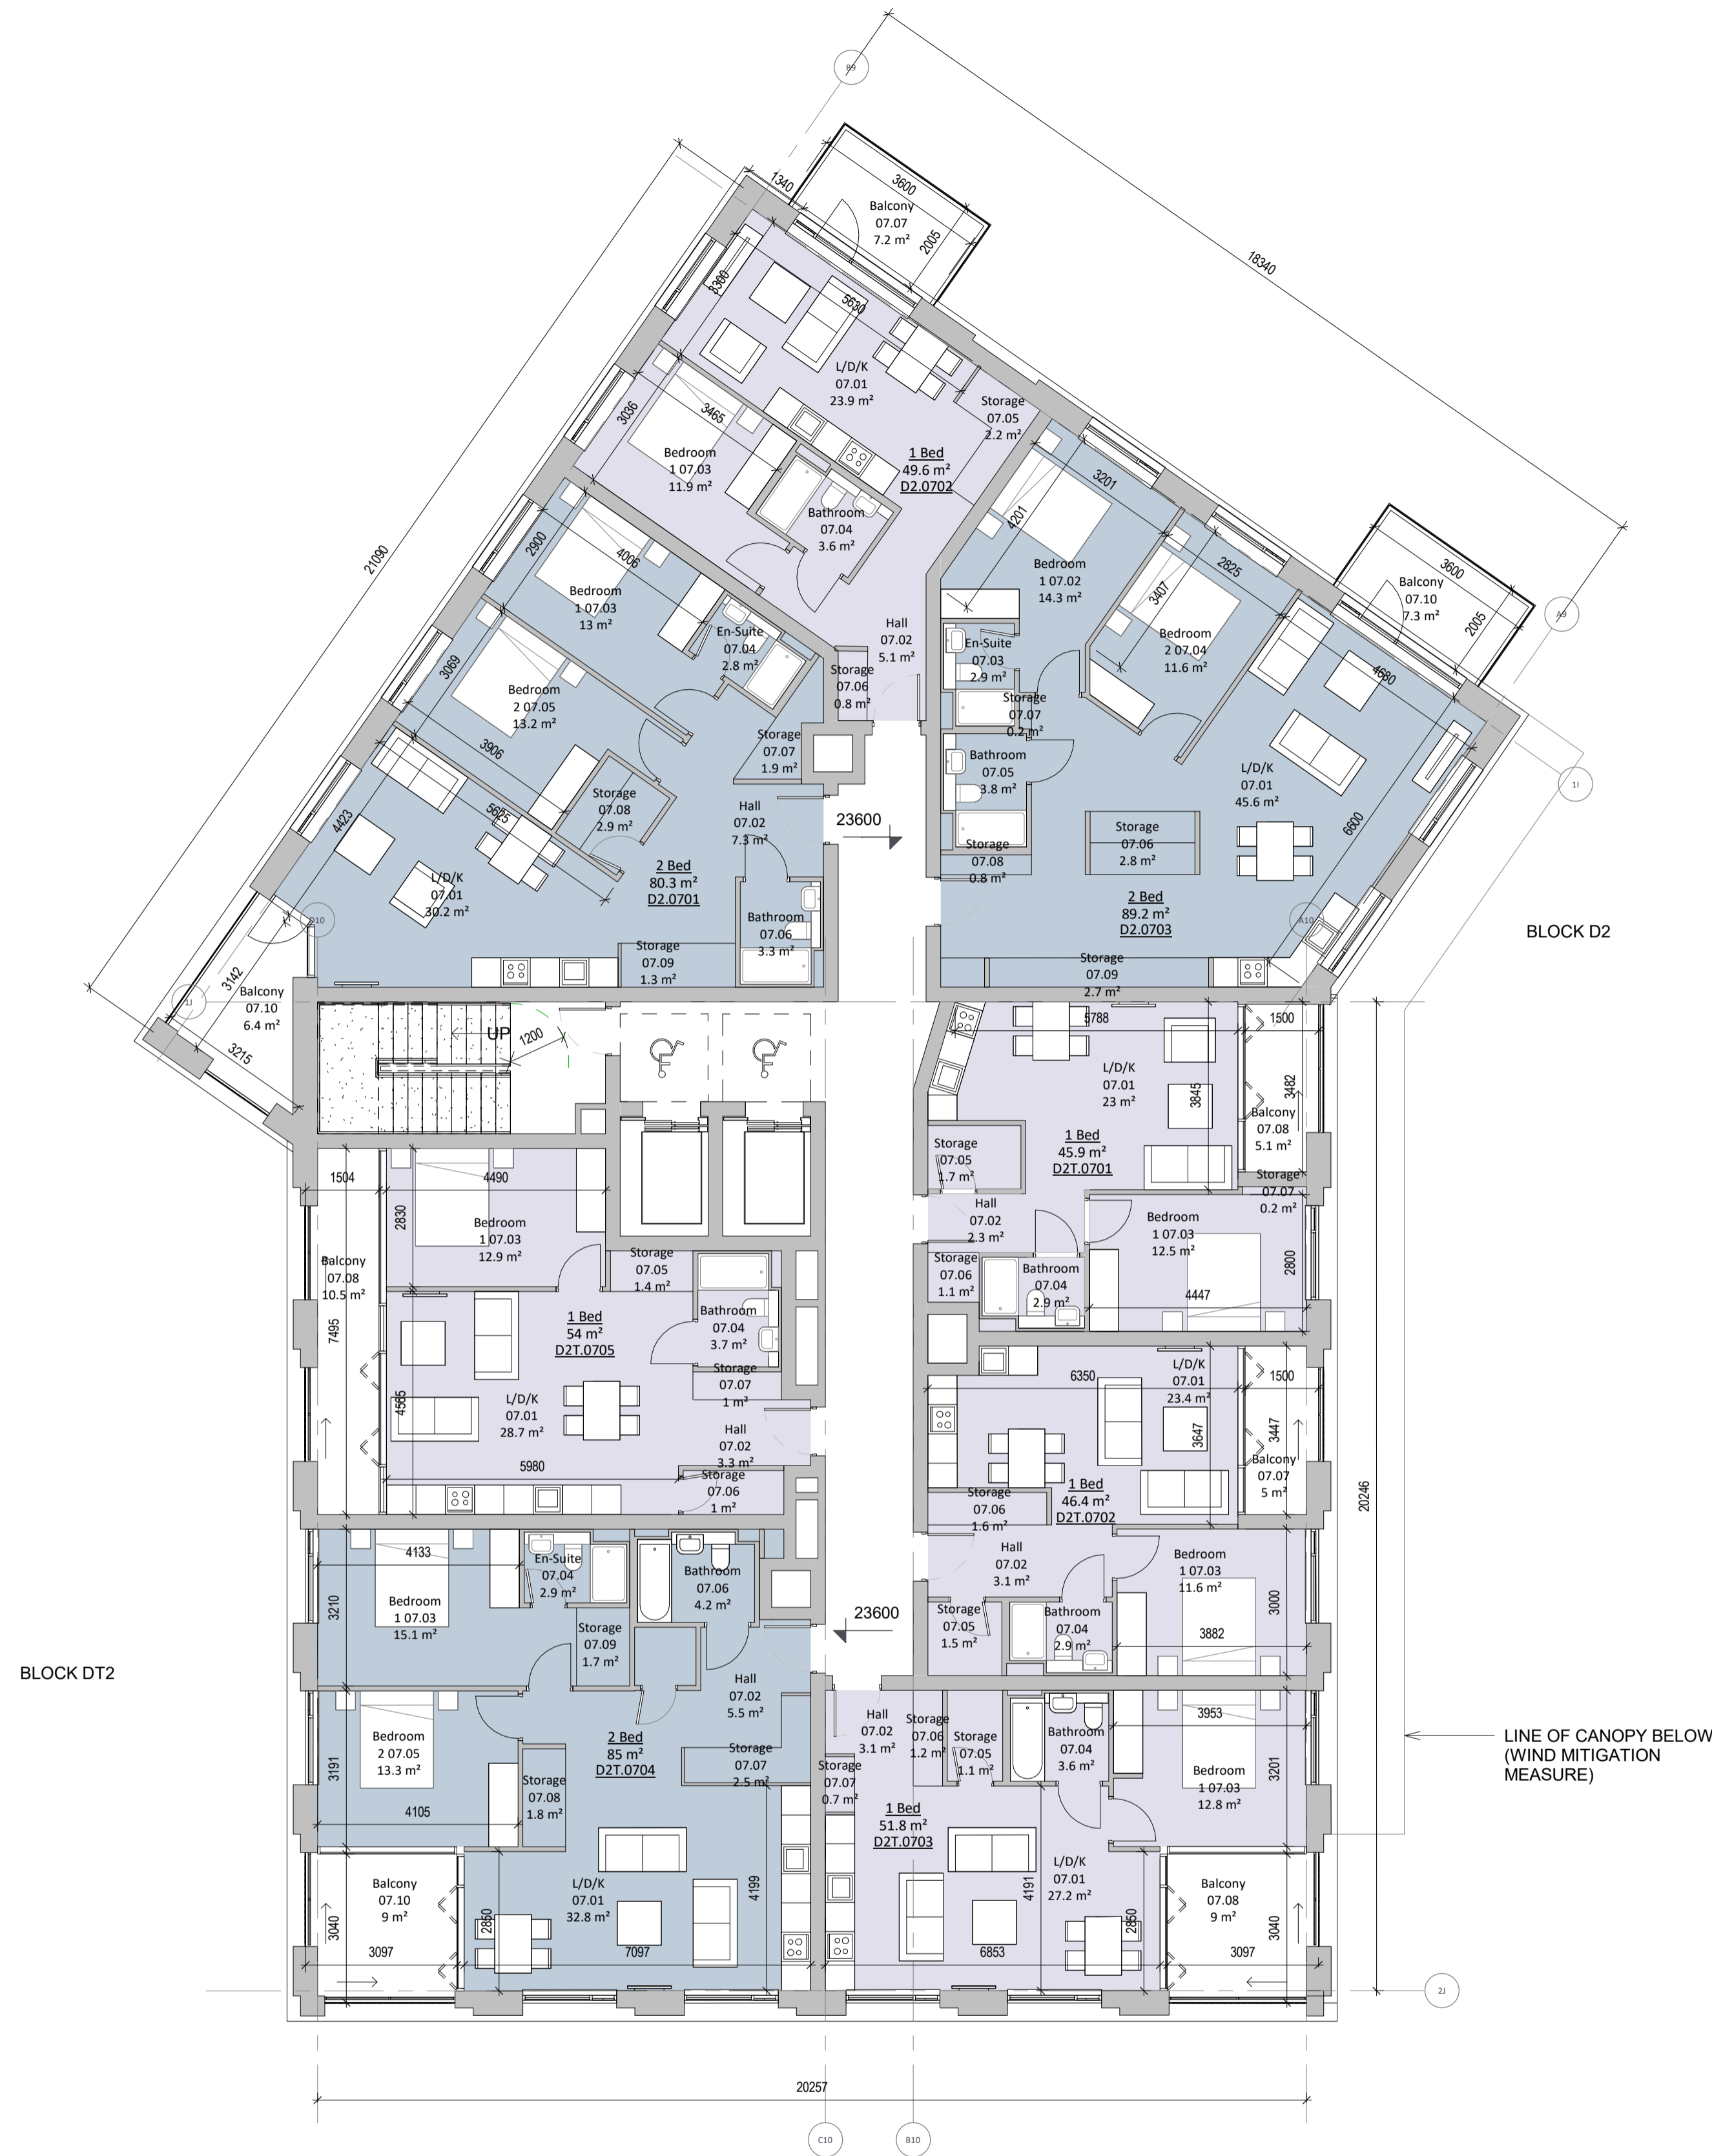 B9
1340
3600
Balcony
07.07
7.2 m²
2005
18340
3300
5630
L/D/K
07.01
23.9 m²
Storage
07.05
2.2 m²
3036
3465
Bedroom
1 07.03
11.9 m²
1 Bed
49.6 m²
D2.0702
Bathroom
07.04
3.6 m²
Hall
07.02
5.1 m²
Storage
07.06
0.8 m²
21090
2900
4006
Bedroom
1 07.03
13 m²
En-Suite
07.04
2.8 m²
3069
Bedroom
2 07.05
13.2 m²
3906
Storage
07.07
1.9 m²
Storage
07.08
2.9 m²
Hall
07.02
7.3 m²
4423
5625
L/D/K
07.01
30.2 m²
2 Bed
80.3 m²
D2.0701
Bathroom
07.06
3.3 m²
Storage
07.09
1.3 m²
D10
3142
Balcony
07.10
6.4 m²
1J
3215
23600
3201
4201
Bedroom
1 07.02
14.3 m²
2825
3407
Bedroom
2 07.04
11.6 m²
En-Suite
07.03
2.9 m²
Storage
07.07
0.2 m²
Bathroom
07.05
3.8 m²
Storage
07.08
0.8 m²
Storage
07.06
2.8 m²
L/D/K
07.01
45.6 m²
4680
6600
3600
Balcony
07.10
7.3 m²
2005
A9
1I
A10
2 Bed
89.2 m²
D2.0703
Storage
07.09
2.7 m²
BLOCK D2
UP
1200
5788
1500
L/D/K
07.01
23 m²
3845
3482
Balcony
07.08
5.1 m²
1 Bed
45.9 m²
D2T.0701
Storage
07.05
1.7 m²
Storage
07.07
0.2 m²
Hall
07.02
2.3 m²
Bedroom
1 07.03
12.5 m²
2800
Storage
07.06
1.1 m²
Bathroom
07.04
2.9 m²
4447
1504
4490
2830
Bedroom
1 07.03
12.9 m²
Balcony
07.08
10.5 m²
7495
Storage
07.05
1.4 m²
Bathroom
07.04
3.7 m²
1 Bed
54 m²
D2T.0705
Storage
07.07
1 m²
4565
L/D/K
07.01
28.7 m²
Hall
07.02
3.3 m²
5980
Storage
07.06
1 m²
6350
1500
L/D/K
07.01
23.4 m²
3647
3447
Balcony
07.07
5 m²
1 Bed
46.4 m²
D2T.0702
Storage
07.06
1.6 m²
20246
Hall
07.02
3.1 m²
Bedroom
1 07.03
11.6 m²
3000
Storage
07.05
1.5 m²
Bathroom
07.04
2.9 m²
3882
4133
En-Suite
07.04
2.9 m²
Bathroom
07.06
4.2 m²
3210
Bedroom
1 07.03
15.1 m²
Storage
07.09
1.7 m²
23600
BLOCK DT2
Hall
07.02
5.5 m²
Bedroom
2 07.05
13.3 m²
3191
4105
2 Bed
85 m²
D2T.0704
Storage
07.07
2.5 m²
Storage
07.08
1.8 m²
Hall
07.02
3.1 m²
Storage
07.06
1.2 m²
Storage
07.05
1.1 m²
Bathroom
07.04
3.6 m²
3953
3201
Bedroom
1 07.03
12.8 m²
Storage
07.07
0.7 m²
1 Bed
51.8 m²
D2T.0703
LINE OF CANOPY BELOW
(WIND MITIGATION
MEASURE)
Balcony
07.10
9 m²
3040
3097
2850
L/D/K
07.01
32.8 m²
4199
7097
L/D/K
07.01
27.2 m²
4191
6853
2850
Balcony
07.08
9 m²
3040
3097
2J
20257
C10
B10